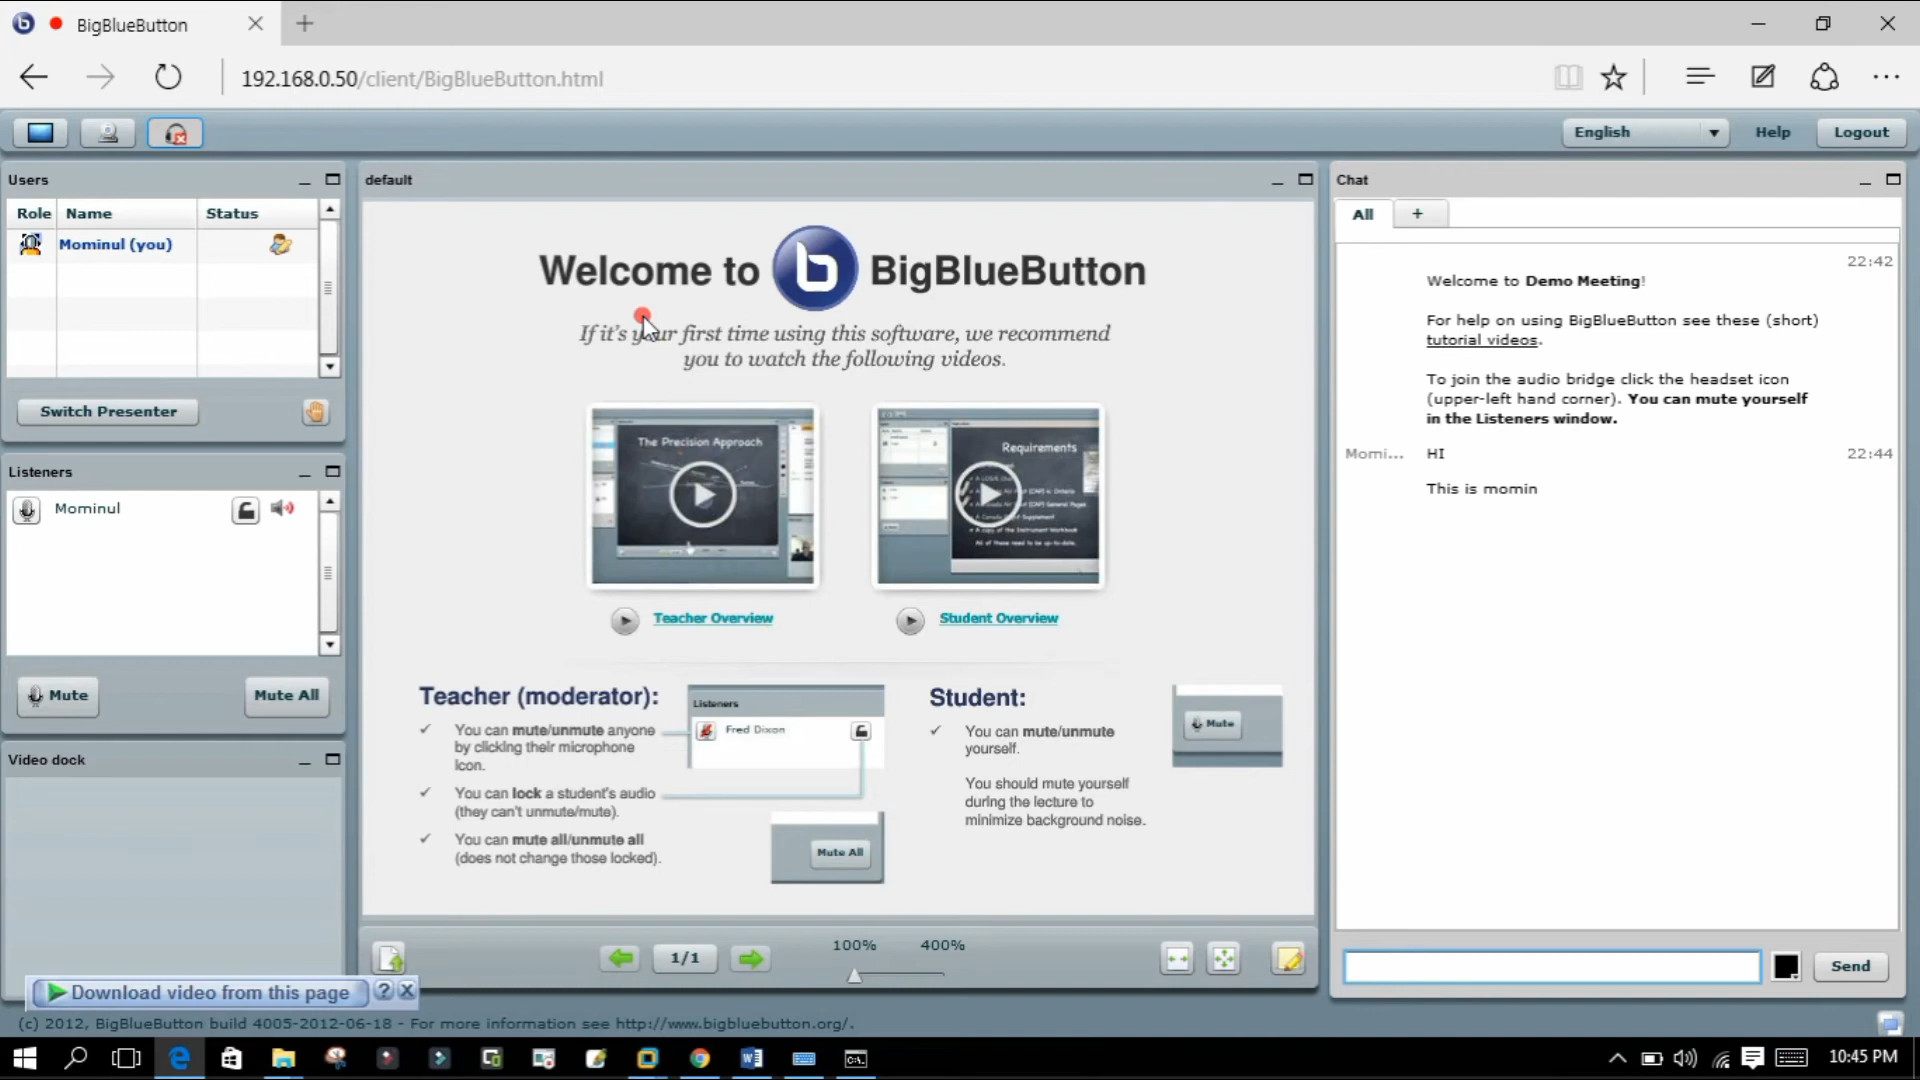 BigBlueButton
192.168.0.50/client/BigBlueButton.html
English
Help
Logout
Users
Role Name Status
Mominul (you)
Switch Presenter
Listeners
Mominul
Mute
Mute All
Video dock
Download video from this page
?
default
Welcome to BigBlueButton
If it's your first time using this software, we recommend
you to watch the following videos.
The Precision Approach
Requirements
Teacher Overview
Student Overview
Teacher (moderator):
You can mute/unmute anyone
by clicking their microphone
icon.
You can lock a student's audio
(they can't unmute/mute).
You can mute all/unmute all
(does not change those locked).
Listeners
Fred Dixon
Mute All
Student:
You can mute/unmute
yourself.
You should mute yourself
during the lecture to
minimize background noise.
Mute
1/1
100%
400%
Chat
All
+
22:42
Welcome to Demo Meeting!
For help on using BigBlueButton see these (short)
tutorial videos.
To join the audio bridge click the headset icon
(upper-left hand corner). You can mute yourself
in the Listeners window.
Momi... HI 22:44
This is momin
Send
(c) 2012, BigBlueButton build 4005-2012-06-18 - For more information see http://www.bigbluebutton.org/.
10:45 PM